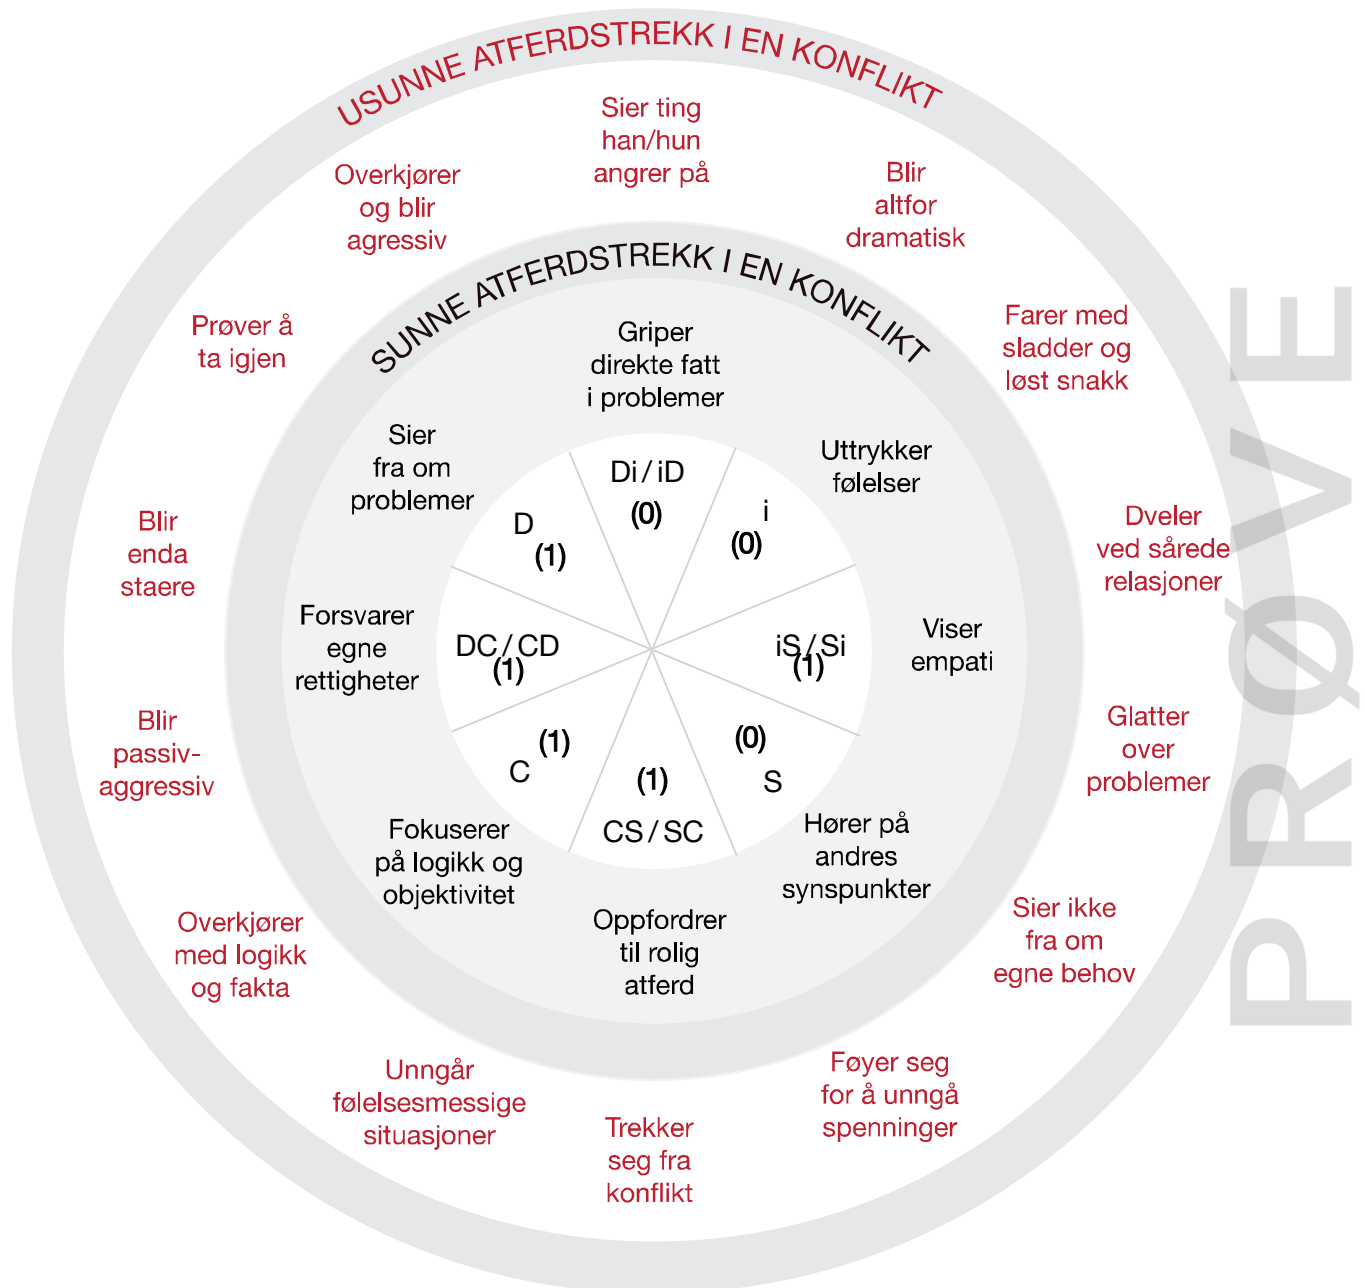 USUNNE ATFERDSTREKK I EN KONFLIKT
Sier ting
han/hun
angrer på
Blir
altfor
dramatisk
Farer med
sladder og
løst snakk
Dveler
ved sårede
relasjoner
Glatter
over
problemer
Sier ikke
fra om
egne behov
Føyer seg
for å unngå
spenninger
Trekker
seg fra
konflikt
Unngår
følelsesmessige
situasjoner
Overkjører
med logikk
og fakta
Blir
passiv-
aggressiv
Blir
enda
staere
Prøver å
ta igjen
Overkjører
og blir
agressiv
SUNNE ATFERDSTREKK I EN KONFLIKT
Griper
direkte fatt
i problemer
Uttrykker
følelser
Viser
empati
Hører på
andres
synspunkter
Oppfordrer
til rolig
atferd
Fokuserer
på logikk og
objektivitet
Forsvarer
egne
rettigheter
Sier
fra om
problemer
Di / iD
(0)
i
(0)
iS / Si
(1)
(0)
S
(1)
CS / SC
(1)
C
DC / CD
(1)
D
(1)
PRØVE